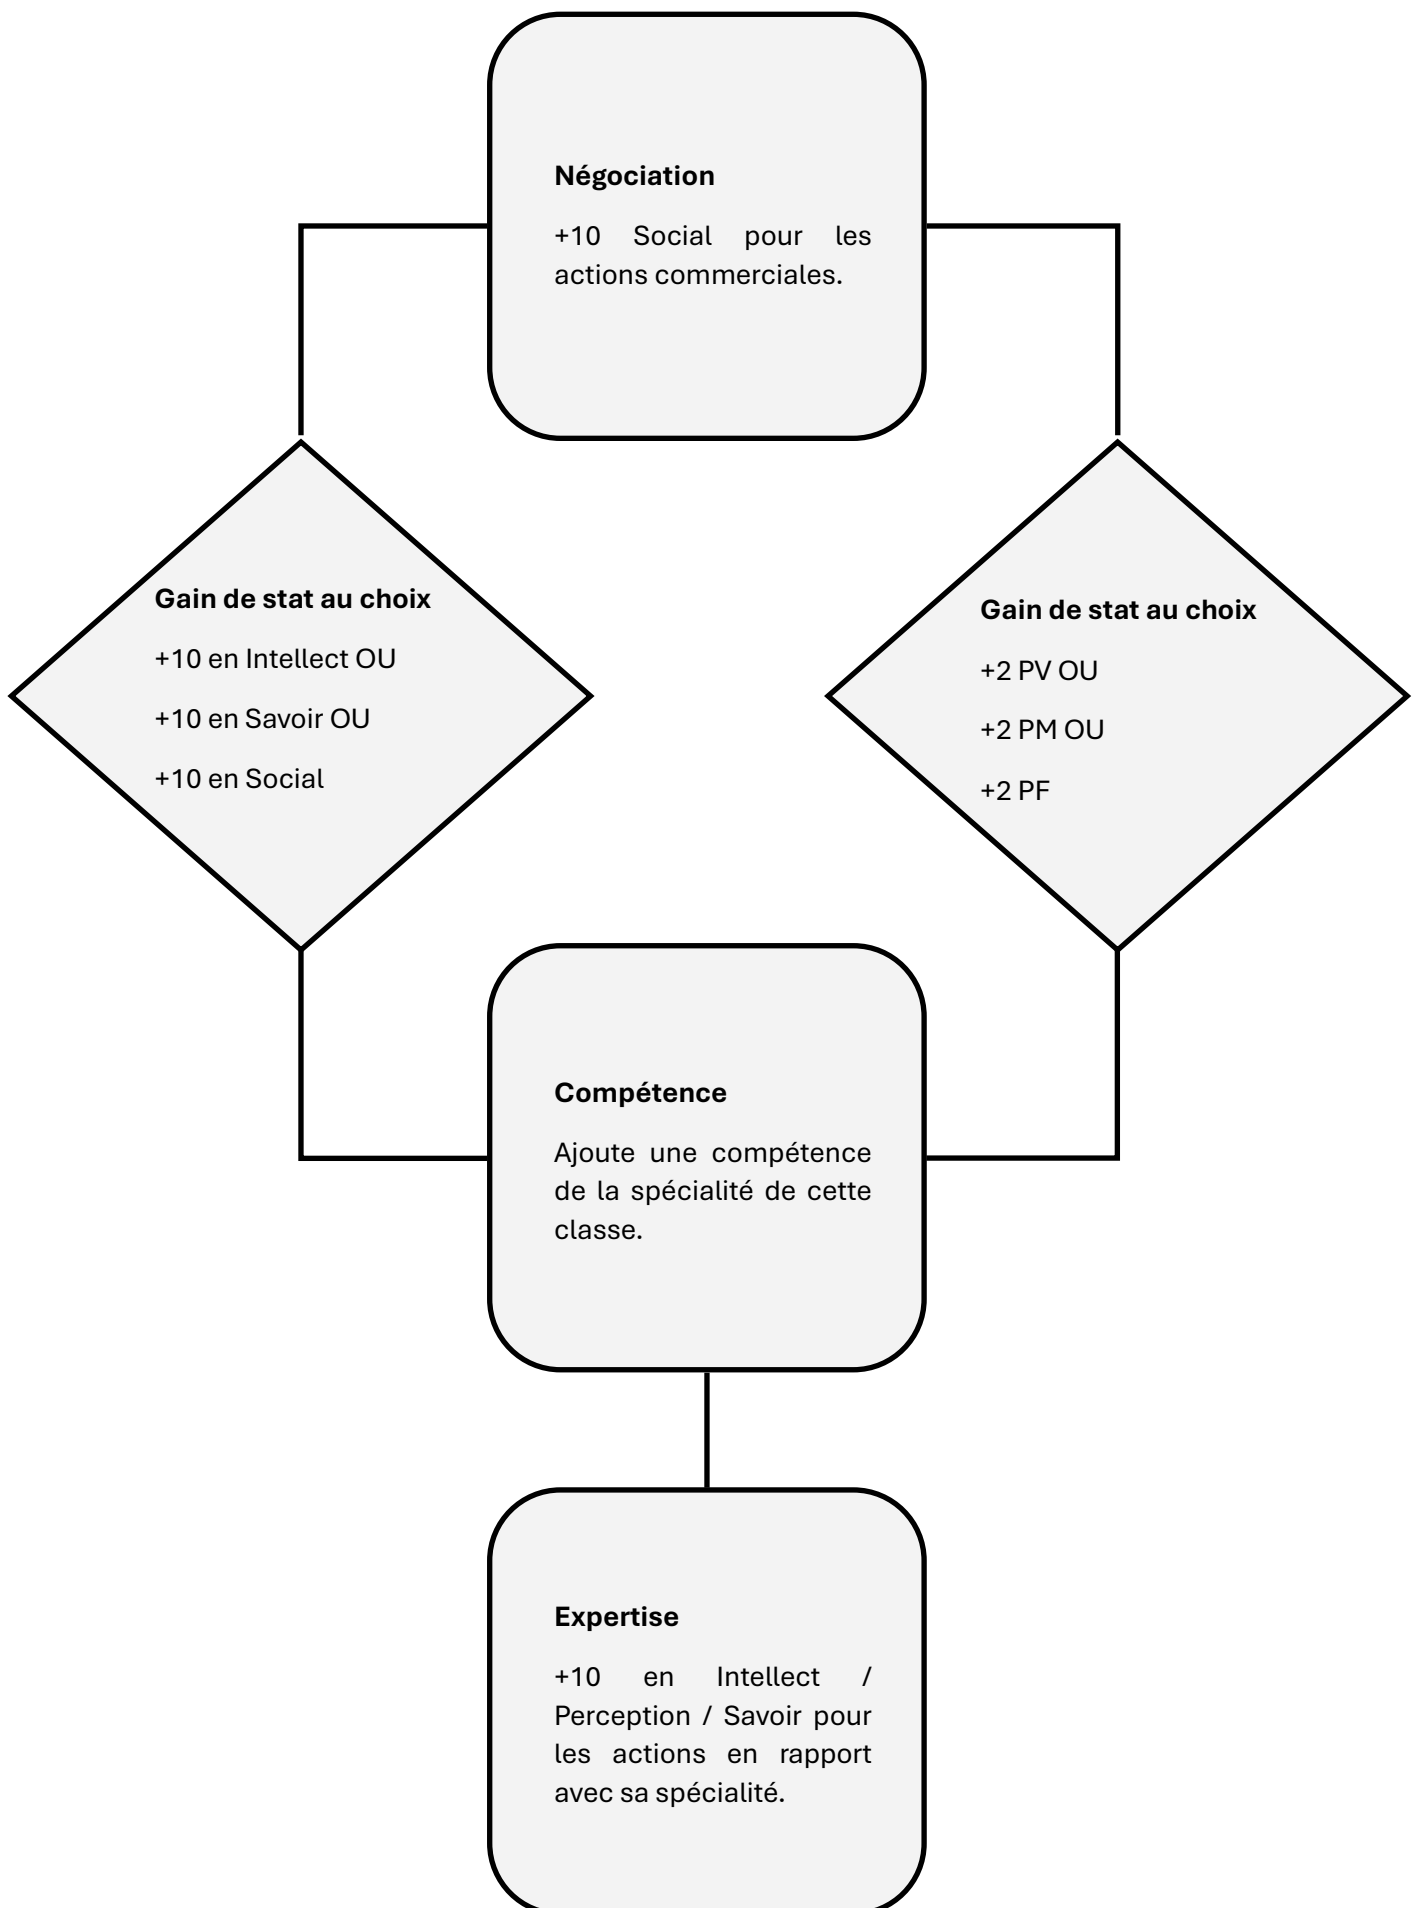 Négociation
+10 Social pour les
actions commerciales.
Gain de stat au choix
+10 en Intellect OU
+10 en Savoir OU
+10 en Social
Gain de stat au choix
+2 PV OU
+2 PM OU
+2 PF
Compétence
Ajoute une compétence
de la spécialité de cette
classe.
Expertise
+10 en Intellect /
Perception / Savoir pour
les actions en rapport
avec sa spécialité.